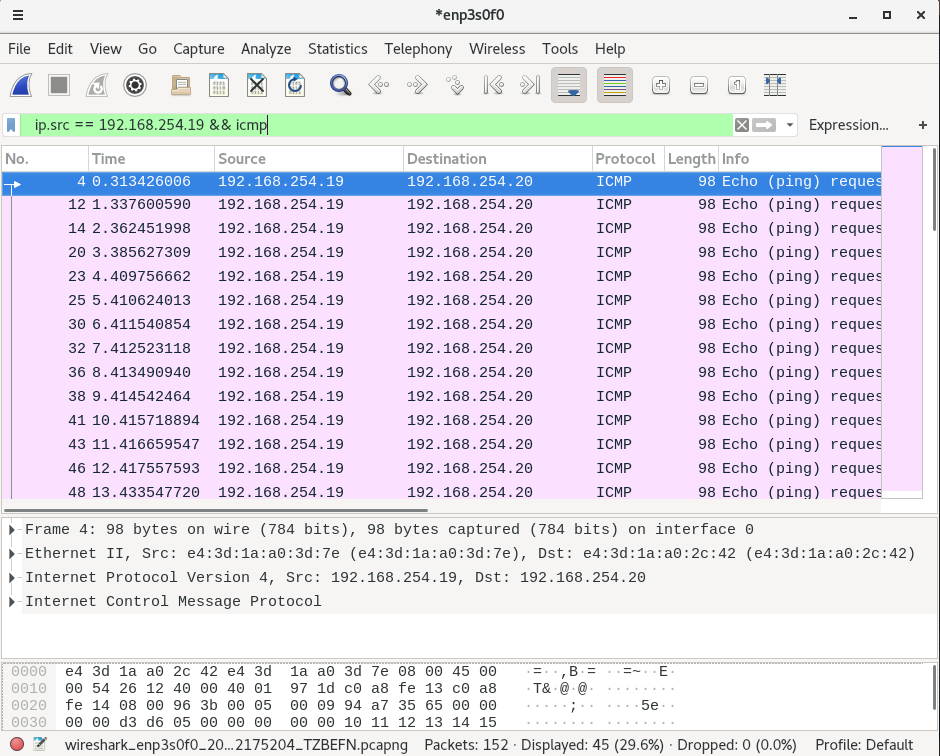 *enp3s0f0
File Edit View Go Capture Analyze Statistics Telephony Wireless Tools Help
ip.src == 192.168.254.19 && icmp Expression... +
No. Time Source Destination Protocol Length Info
4 0.313426006 192.168.254.19 192.168.254.20 ICMP 98 Echo (ping) reques
12 1.337600590 192.168.254.19 192.168.254.20 ICMP 98 Echo (ping) reques
14 2.362451998 192.168.254.19 192.168.254.20 ICMP 98 Echo (ping) reques
20 3.385627309 192.168.254.19 192.168.254.20 ICMP 98 Echo (ping) reques
23 4.409756662 192.168.254.19 192.168.254.20 ICMP 98 Echo (ping) reques
25 5.410624013 192.168.254.19 192.168.254.20 ICMP 98 Echo (ping) reques
30 6.411540854 192.168.254.19 192.168.254.20 ICMP 98 Echo (ping) reques
32 7.412523118 192.168.254.19 192.168.254.20 ICMP 98 Echo (ping) reques
36 8.413490940 192.168.254.19 192.168.254.20 ICMP 98 Echo (ping) reques
38 9.414542464 192.168.254.19 192.168.254.20 ICMP 98 Echo (ping) reques
41 10.415718894 192.168.254.19 192.168.254.20 ICMP 98 Echo (ping) reques
43 11.416659547 192.168.254.19 192.168.254.20 ICMP 98 Echo (ping) reques
46 12.417557593 192.168.254.19 192.168.254.20 ICMP 98 Echo (ping) reques
48 13.433547720 192.168.254.19 192.168.254.20 ICMP 98 Echo (ping) reques
Frame 4: 98 bytes on wire (784 bits), 98 bytes captured (784 bits) on interface 0
Ethernet II, Src: e4:3d:1a:a0:3d:7e (e4:3d:1a:a0:3d:7e), Dst: e4:3d:1a:a0:2c:42 (e4:3d:1a:a0:2c:42)
Internet Protocol Version 4, Src: 192.168.254.19, Dst: 192.168.254.20
Internet Control Message Protocol
0000 e4 3d 1a a0 2c 42 e4 3d 1a a0 3d 7e 08 00 45 00 ·=··,B·= ··=~··E·
0010 00 54 26 12 40 00 40 01 97 1d c0 a8 fe 13 c0 a8 ·T&·@·@· ········
0020 fe 14 08 00 96 3b 00 05 00 09 94 a7 35 65 00 00 ·····;·· ····5e··
0030 00 00 d3 d6 05 00 00 00 00 00 10 11 12 13 14 15 ········ ········
wireshark_enp3s0f0_20...2175204_TZBEFN.pcapng Packets: 152 · Displayed: 45 (29.6%) · Dropped: 0 (0.0%) Profile: Default